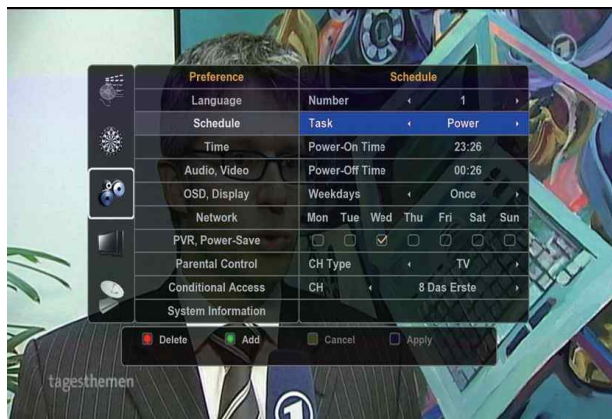 Preference Schedule
Language Number 1
Schedule Task Power
Time Power-On Time 23:26
Audio, Video Power-Off Time 00:26
OSD, Display Weekdays Once
Network Mon Tue Wed Thu Fri Sat Sun
PVR, Power-Save
Parental Control CH Type TV
Conditional Access CH 8 Das Erste
System Information
Delete Add Cancel Apply
tagesthemen
1
1